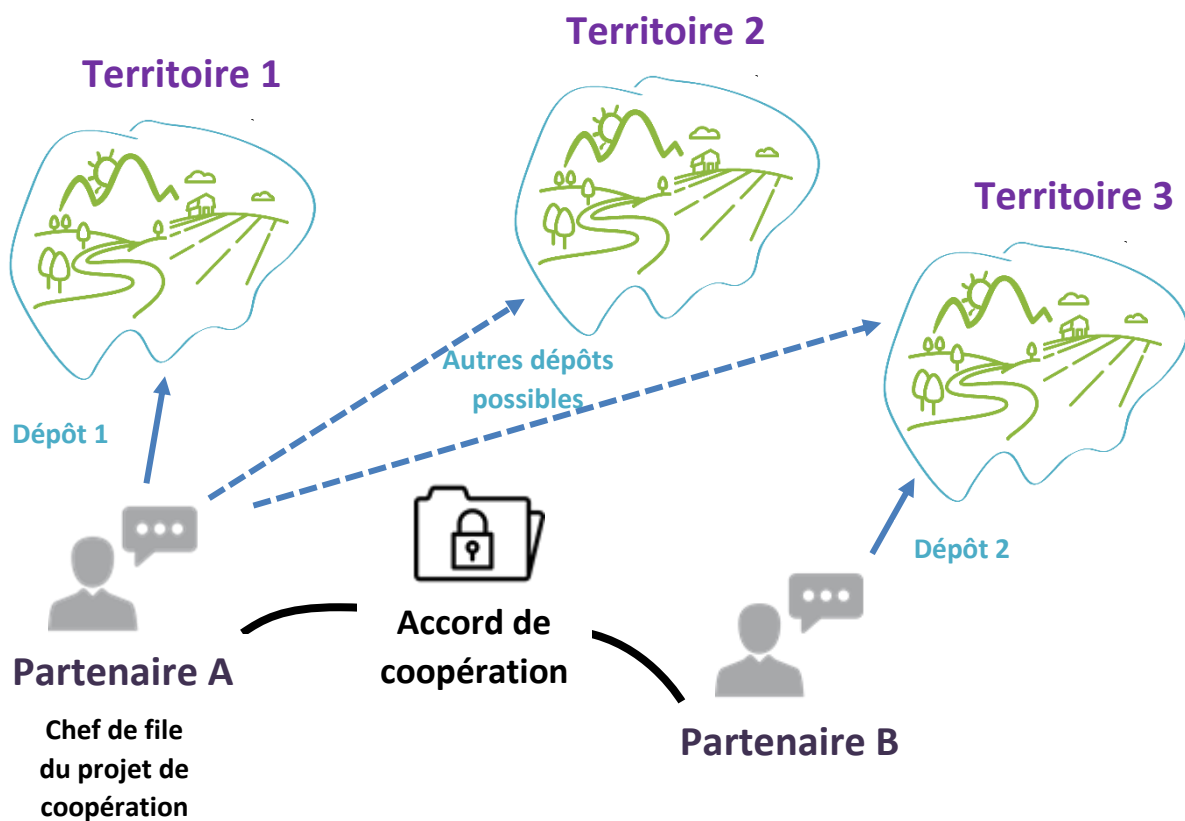 Territoire 1
Territoire 2
Territoire 3
Autres dépôts
possibles
Dépôt 1
Dépôt 2
Accord de
coopération
Partenaire A
Chef de file
du projet de
coopération
Partenaire B